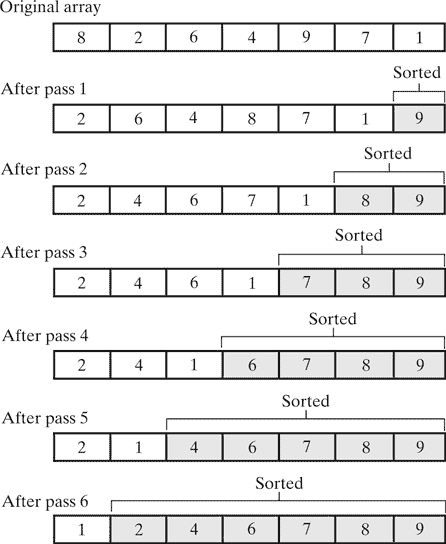 Original array
8 2 6 4 9 7 1
Sorted
After pass 1
2 6 4 8 7 1 9
Sorted
After pass 2
2 4 6 7 1 8 9
Sorted
After pass 3
2 4 6 1 7 8 9
Sorted
After pass 4
2 4 1 6 7 8 9
Sorted
After pass 5
2 1 4 6 7 8 9
Sorted
After pass 6
1 2 4 6 7 8 9